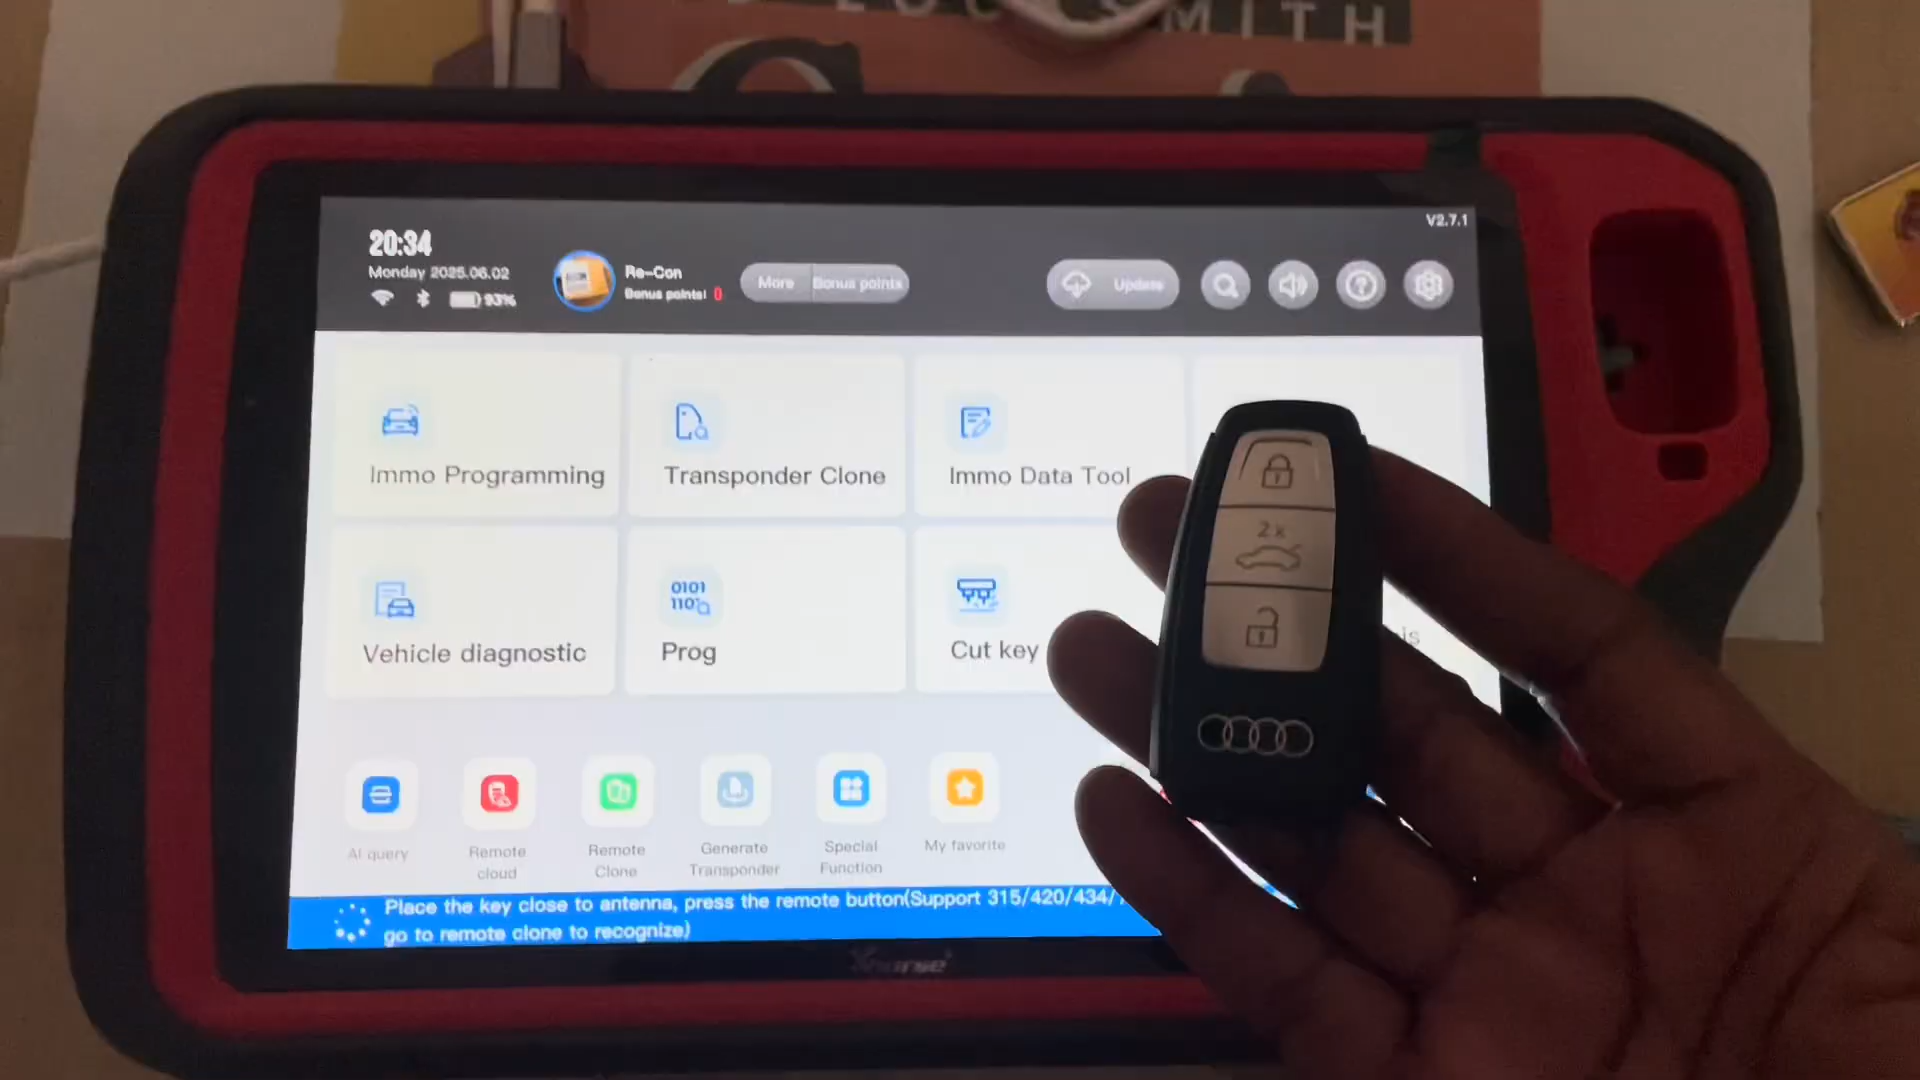 LOCKSMITH
V2.7.1
20:34
Monday 2025.06.02
93%
Re-Con
Bonus points: 0
More
Bonus points
Update
Immo Programming
Transponder Clone
Immo Data Tool
Vehicle diagnostic
0101
110
Prog
Cut key
is
2x
AI query
Remote
cloud
Remote
Clone
Generate
Transponder
Special
Function
My favorite
Place the key close to antenna, press the remote button(Support 315/420/434/
go to remote clone to recognize)
Xhorse